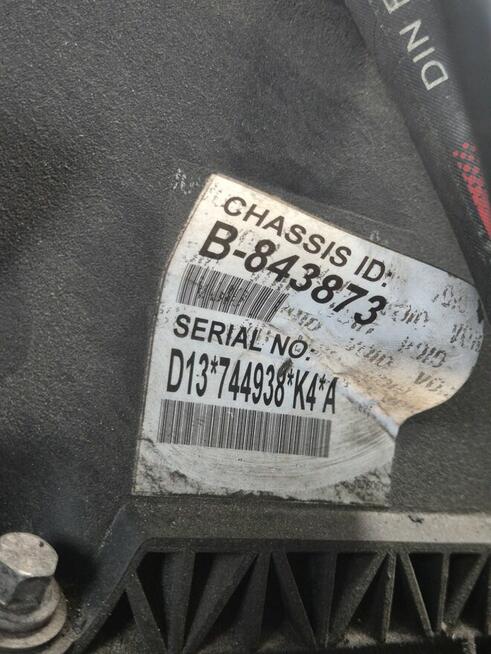 DIN E
CHASSIS ID:
B-843873
SERIAL NO:
D13*744938*K4*A